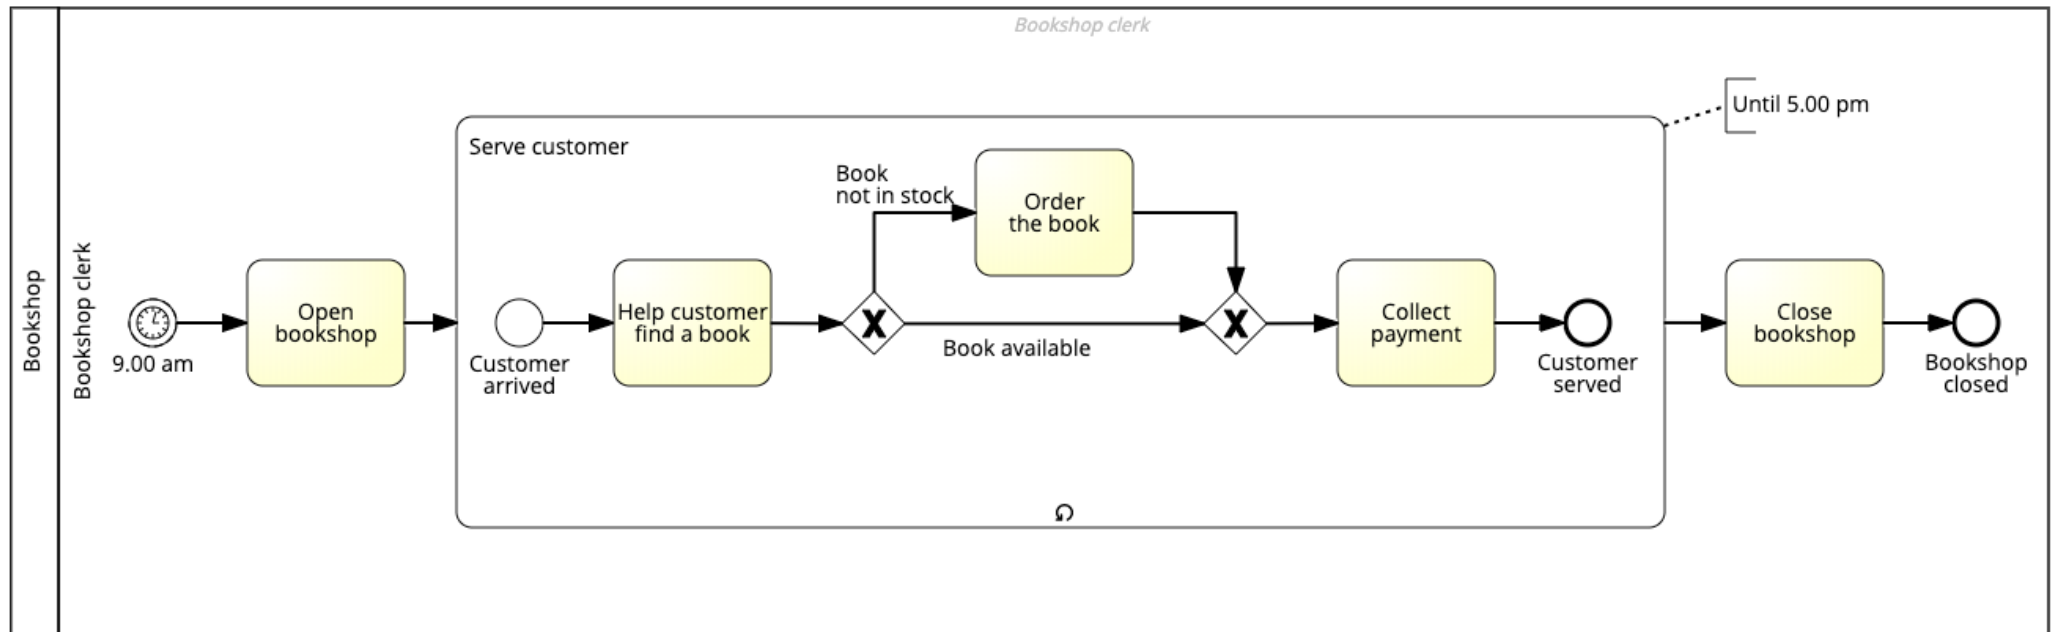 Bookshop clerk
Bookshop
Bookshop clerk
9.00 am
Open
bookshop
Serve customer
Customer
arrived
Help customer
find a book
Book
not in stock
Order
the book
Book available
Collect
payment
Customer
served
Until 5.00 pm
Close
bookshop
Bookshop
closed